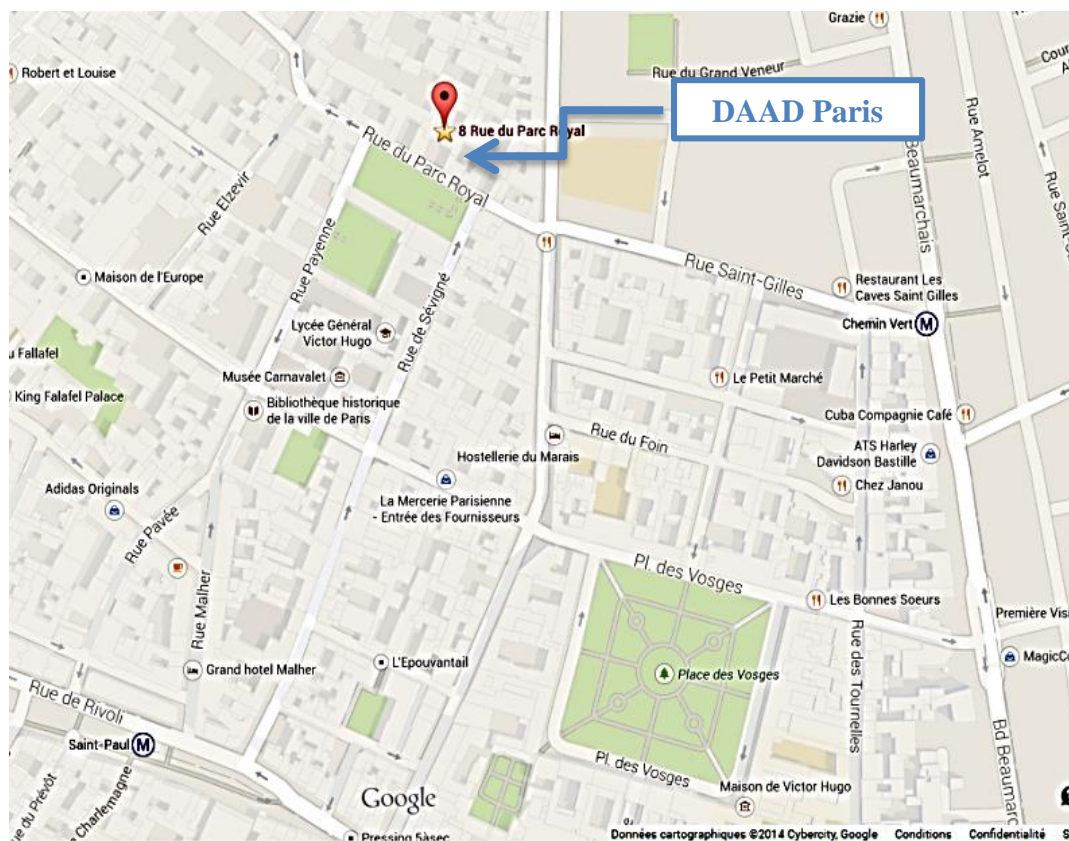 Grazie
Robert et Louise
Rue du Grand Veneur
DAAD Paris
8 Rue du Parc Royal
Rue du Parc Royal
Rue Elzevir
Rue Payenne
Rue Amelot
Beaumarchais
Rue Saint-Gilles
Maison de l'Europe
Restaurant Les
Caves Saint Gilles
Chemin Vert
M
Lycée Général
Victor Hugo
Rue de Sévigné
Musée Carnavalet
Le Petit Marché
King Falafel Palace
Bibliothèque historique
de la ville de Paris
Cuba Compagnie Café
Rue du Foin
Hostellerie du Marais
ATS Harley
Davidson Bastille
Chez Janou
Adidas Originals
La Mercerie Parisienne
- Entrée des Fournisseurs
Rue Pavée
Rue Malher
Pl. des Vosges
Les Bonnes Soeurs
Rue des Tournelles
Grand hotel Malher
L'Epouvantail
Place des Vosges
Rue de Rivoli
Saint-Paul
M
Pl. des Vosges
Maison de Victor Hugo
Google
Pressing 5àsec
Données cartographiques ©2014 Cybercity, Google Conditions Confidentialité